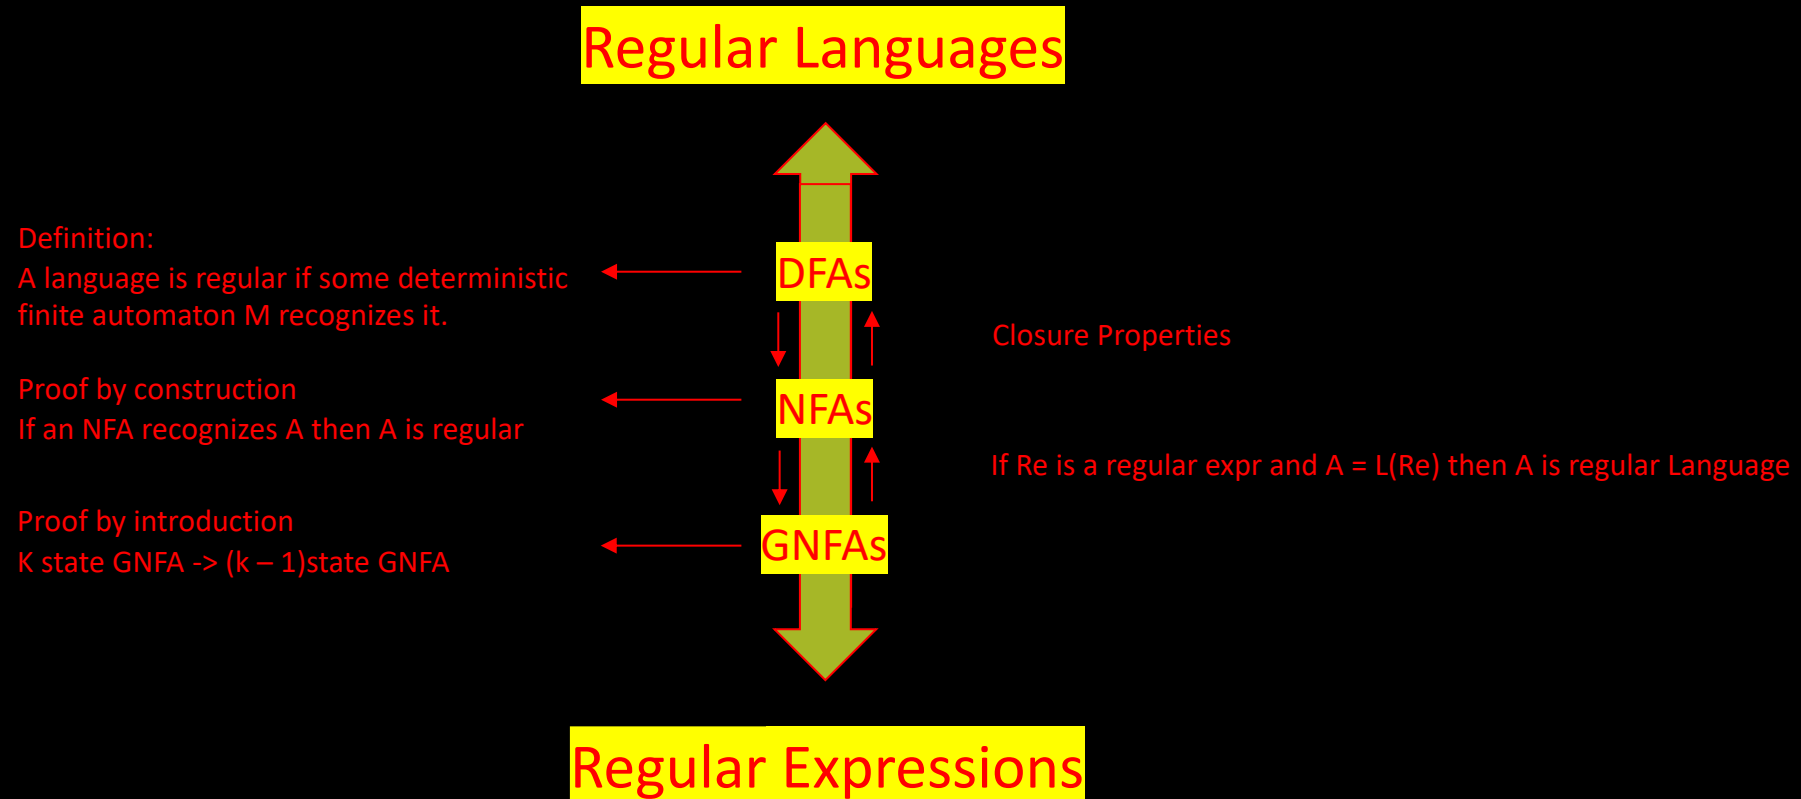 Regular Languages
Definition:
A language is regular if some deterministic
finite automaton M recognizes it.
DFAs
Closure Properties
Proof by construction
If an NFA recognizes A then A is regular
NFAs
If Re is a regular expr and A = L(Re) then A is regular Language
Proof by introduction
K state GNFA -> (k – 1)state GNFA
GNFAs
Regular Expressions